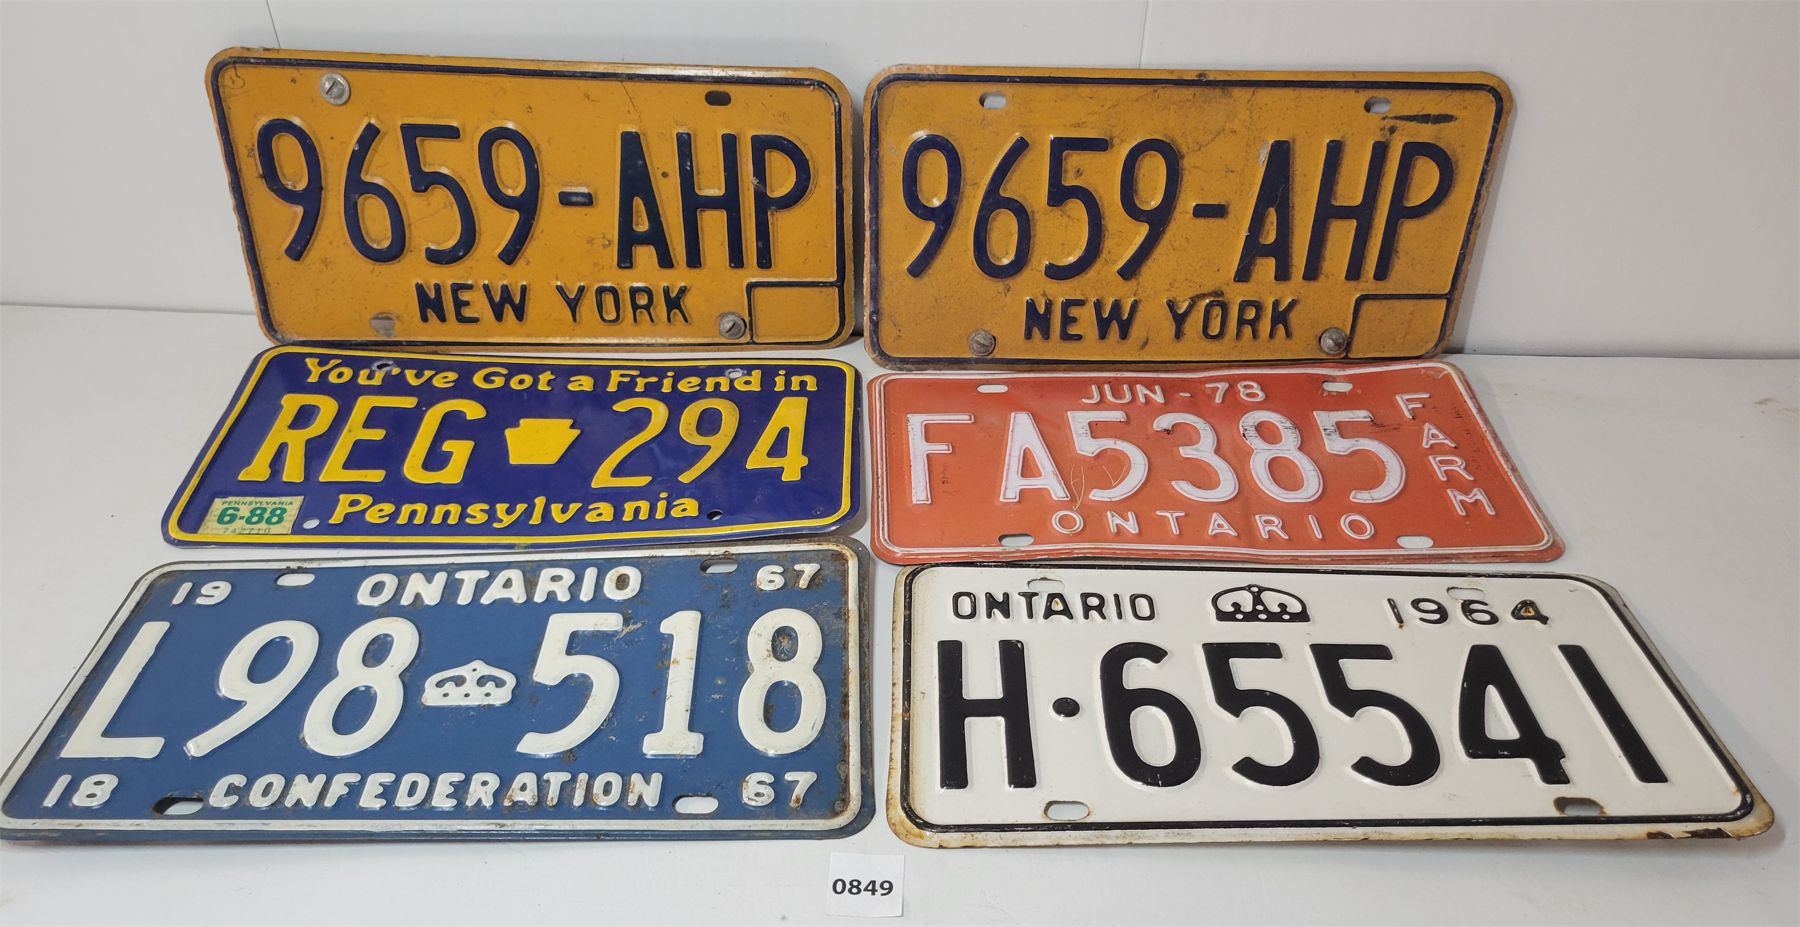 9659-AHP
NEW YORK
9659-AHP
NEW YORK
You've Got a Friend in
REG 294
PENNSYLVANIA
6-88
Pennsylvania
JUN - 78
FA5385
FARM
ONTARIO
19 ONTARIO 67
L98 518
18 CONFEDERATION 67
ONTARIO 1964
H·65541
0849